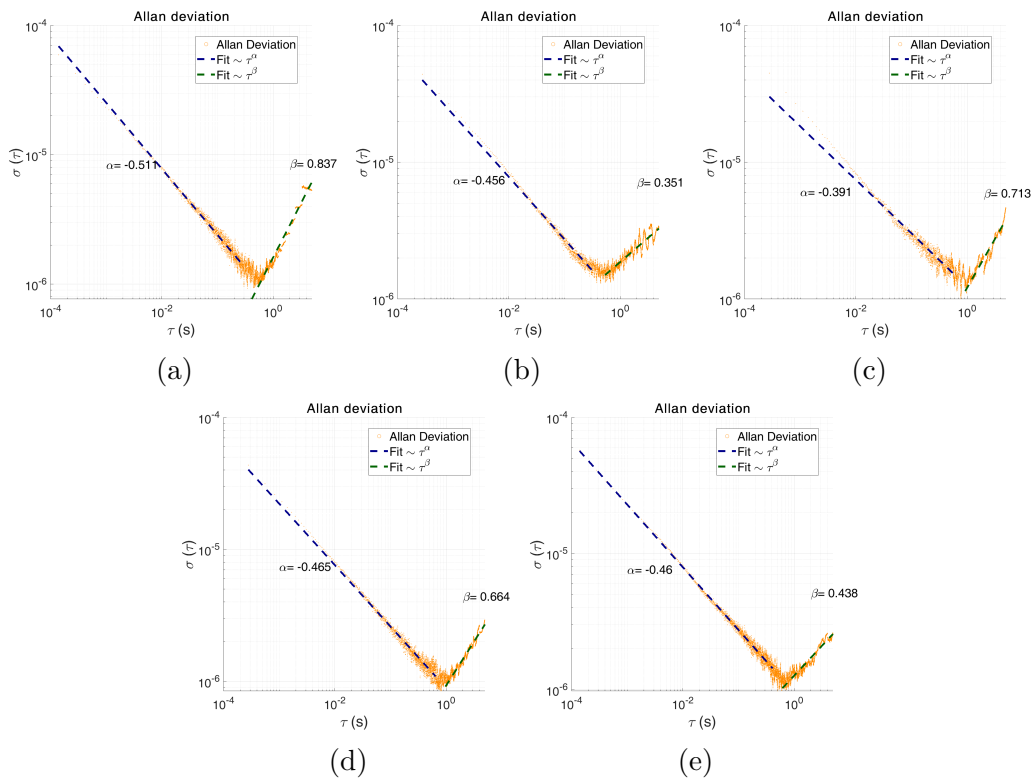 Allan deviation
10^-4
10^-5
10^-6
σ (τ)
Allan Deviation
Fit ~ τ^α
Fit ~ τ^β
α= -0.511
β= 0.837
10^-4
10^-2
10^0
τ (s)
(a)
Allan deviation
10^-4
10^-5
10^-6
σ (τ)
Allan Deviation
Fit ~ τ^α
Fit ~ τ^β
α= -0.456
β= 0.351
10^-4
10^-2
10^0
τ (s)
(b)
Allan deviation
10^-4
10^-5
10^-6
σ (τ)
Allan Deviation
Fit ~ τ^α
Fit ~ τ^β
α= -0.391
β= 0.713
10^-4
10^-2
10^0
τ (s)
(c)
Allan deviation
10^-4
10^-5
10^-6
σ (τ)
Allan Deviation
Fit ~ τ^α
Fit ~ τ^β
α= -0.465
β= 0.664
10^-4
10^-2
10^0
τ (s)
(d)
Allan deviation
10^-4
10^-5
10^-6
σ (τ)
Allan Deviation
Fit ~ τ^α
Fit ~ τ^β
α= -0.46
β= 0.438
10^-4
10^-2
10^0
τ (s)
(e)